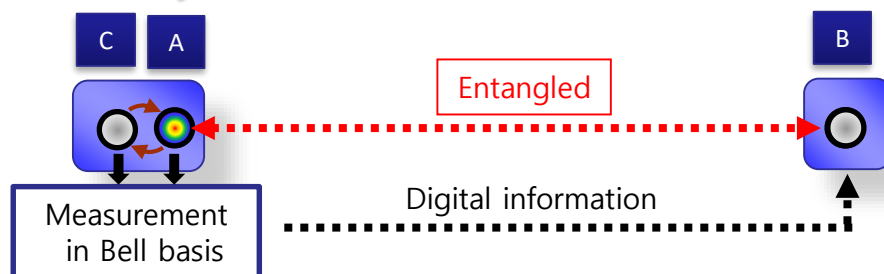 C A B
Entangled
Digital information
Measurement
in Bell basis